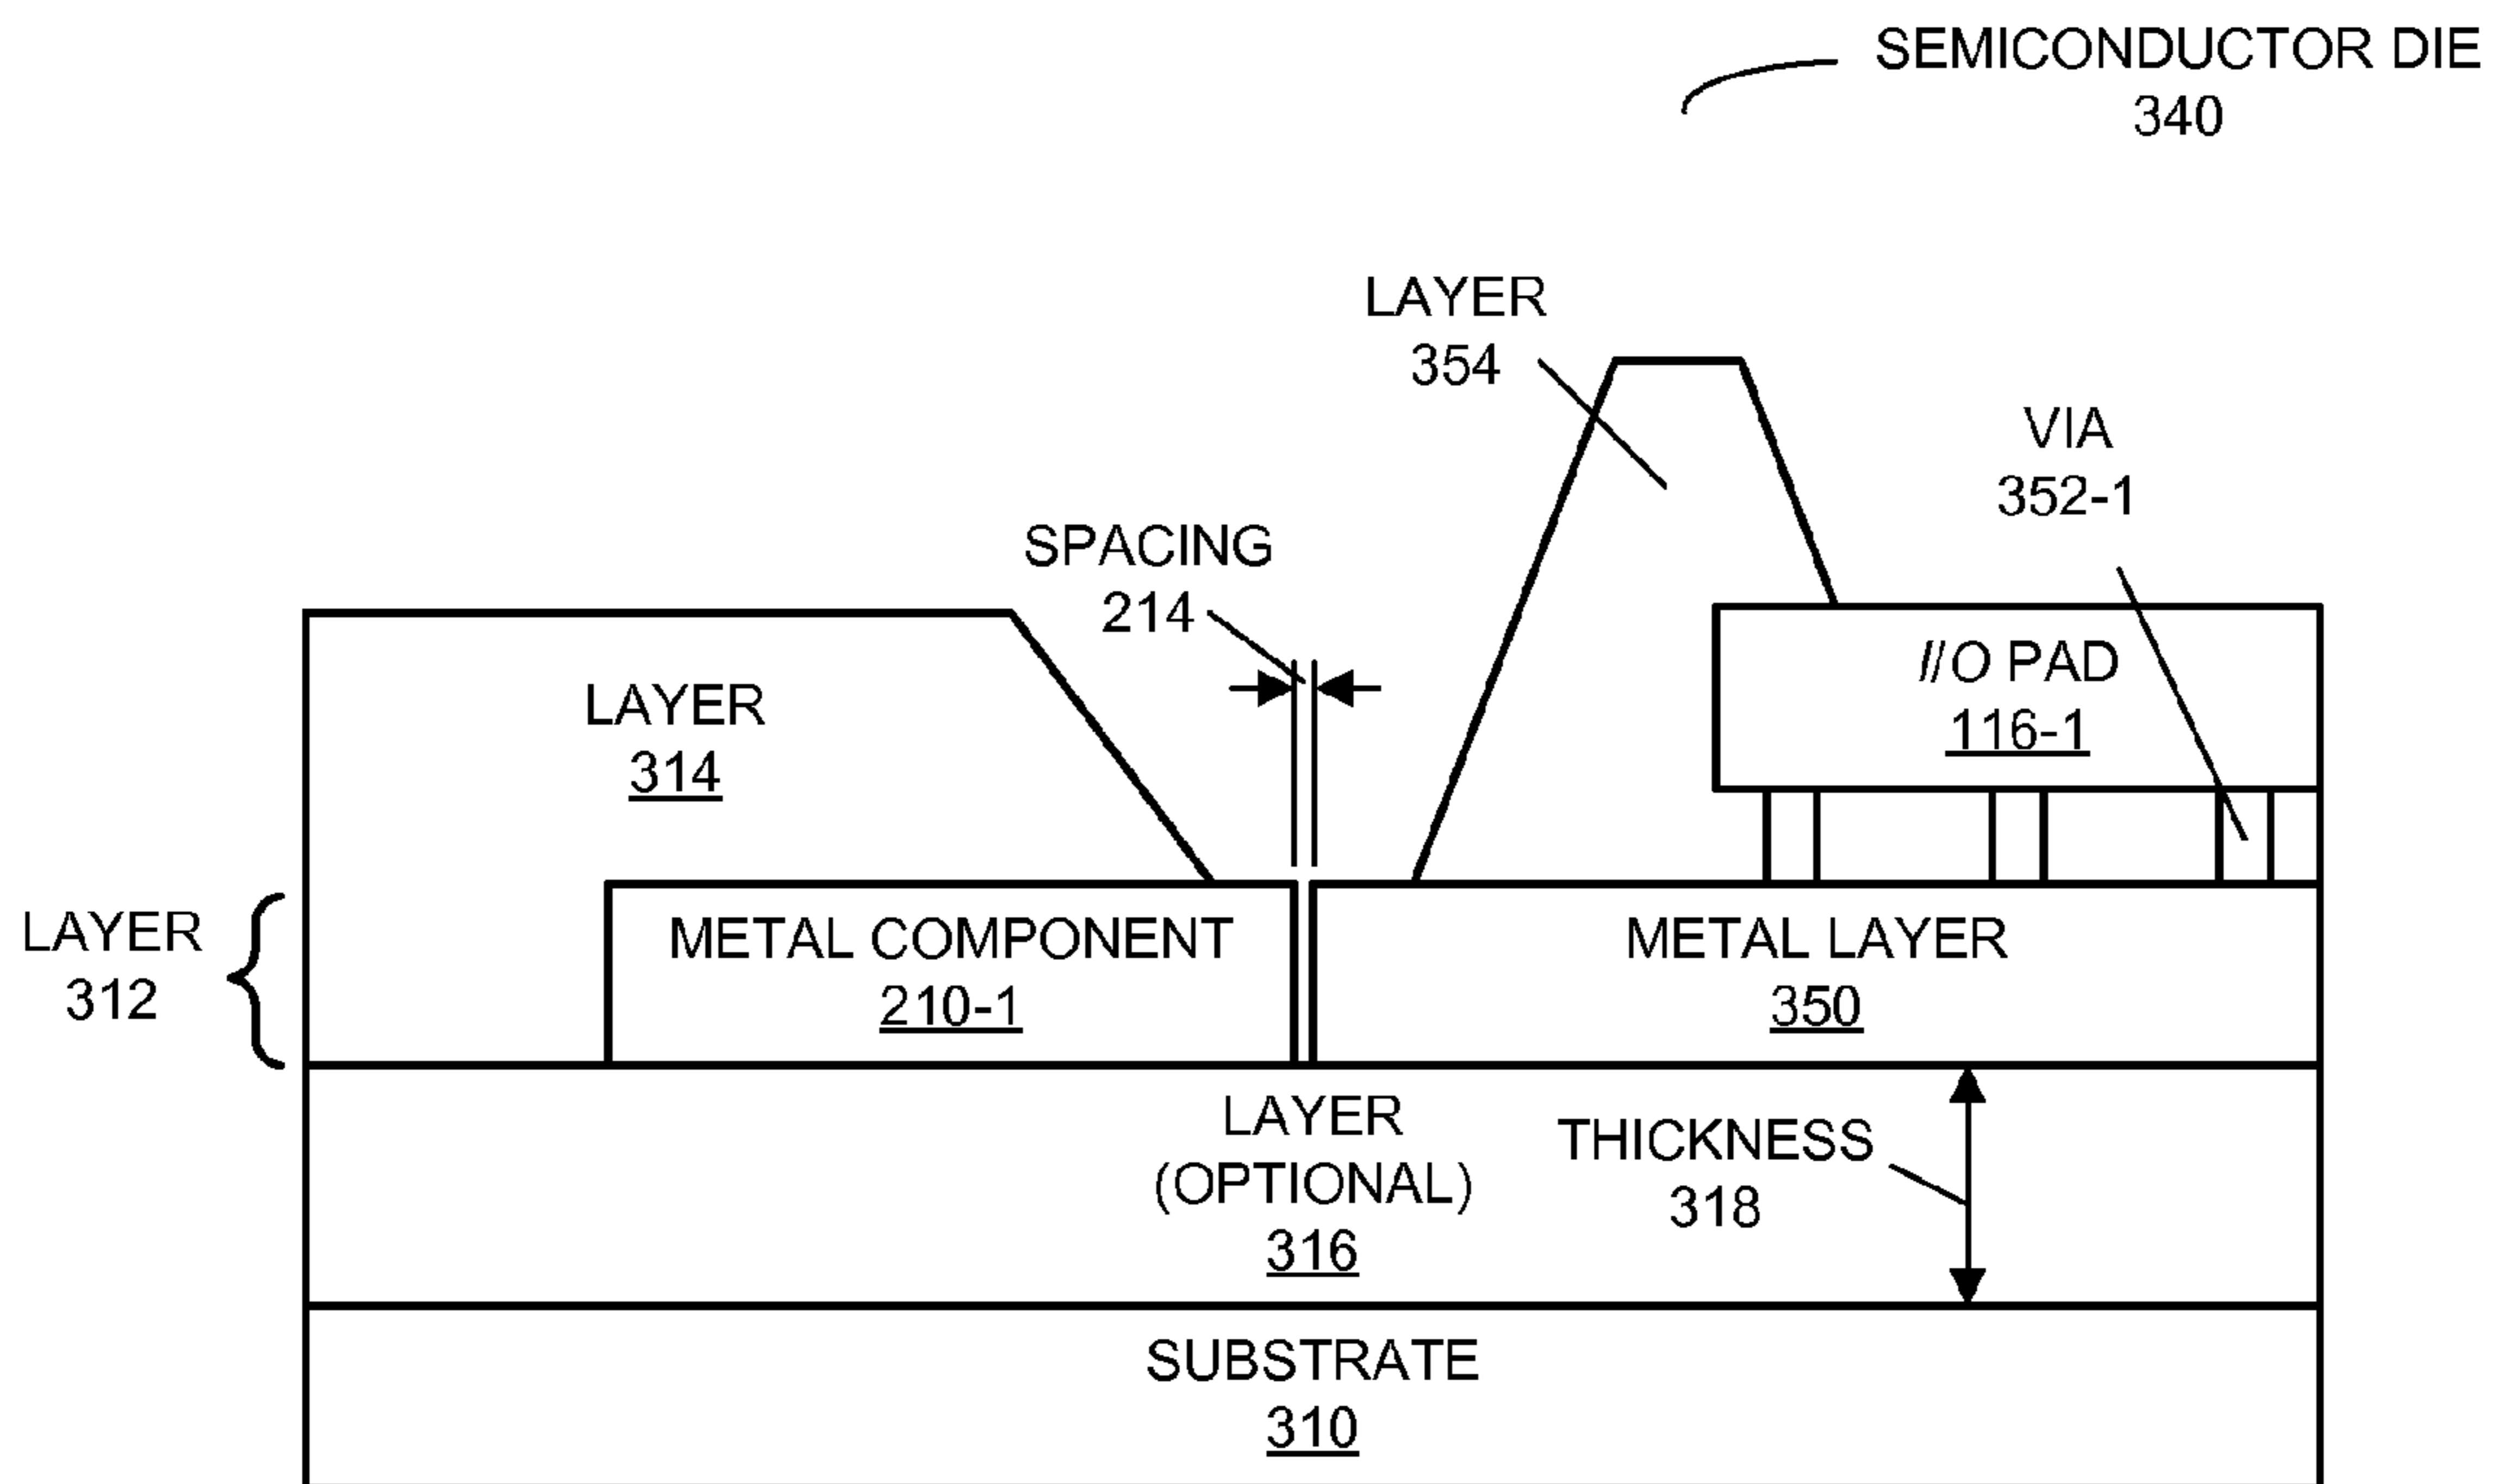 SEMICONDUCTOR DIE
340
LAYER
354
VIA
352-1
SPACING
214
I/O PAD
116-1
LAYER
314
LAYER
312
METAL COMPONENT
210-1
METAL LAYER
350
LAYER
(OPTIONAL)
316
THICKNESS
318
SUBSTRATE
310